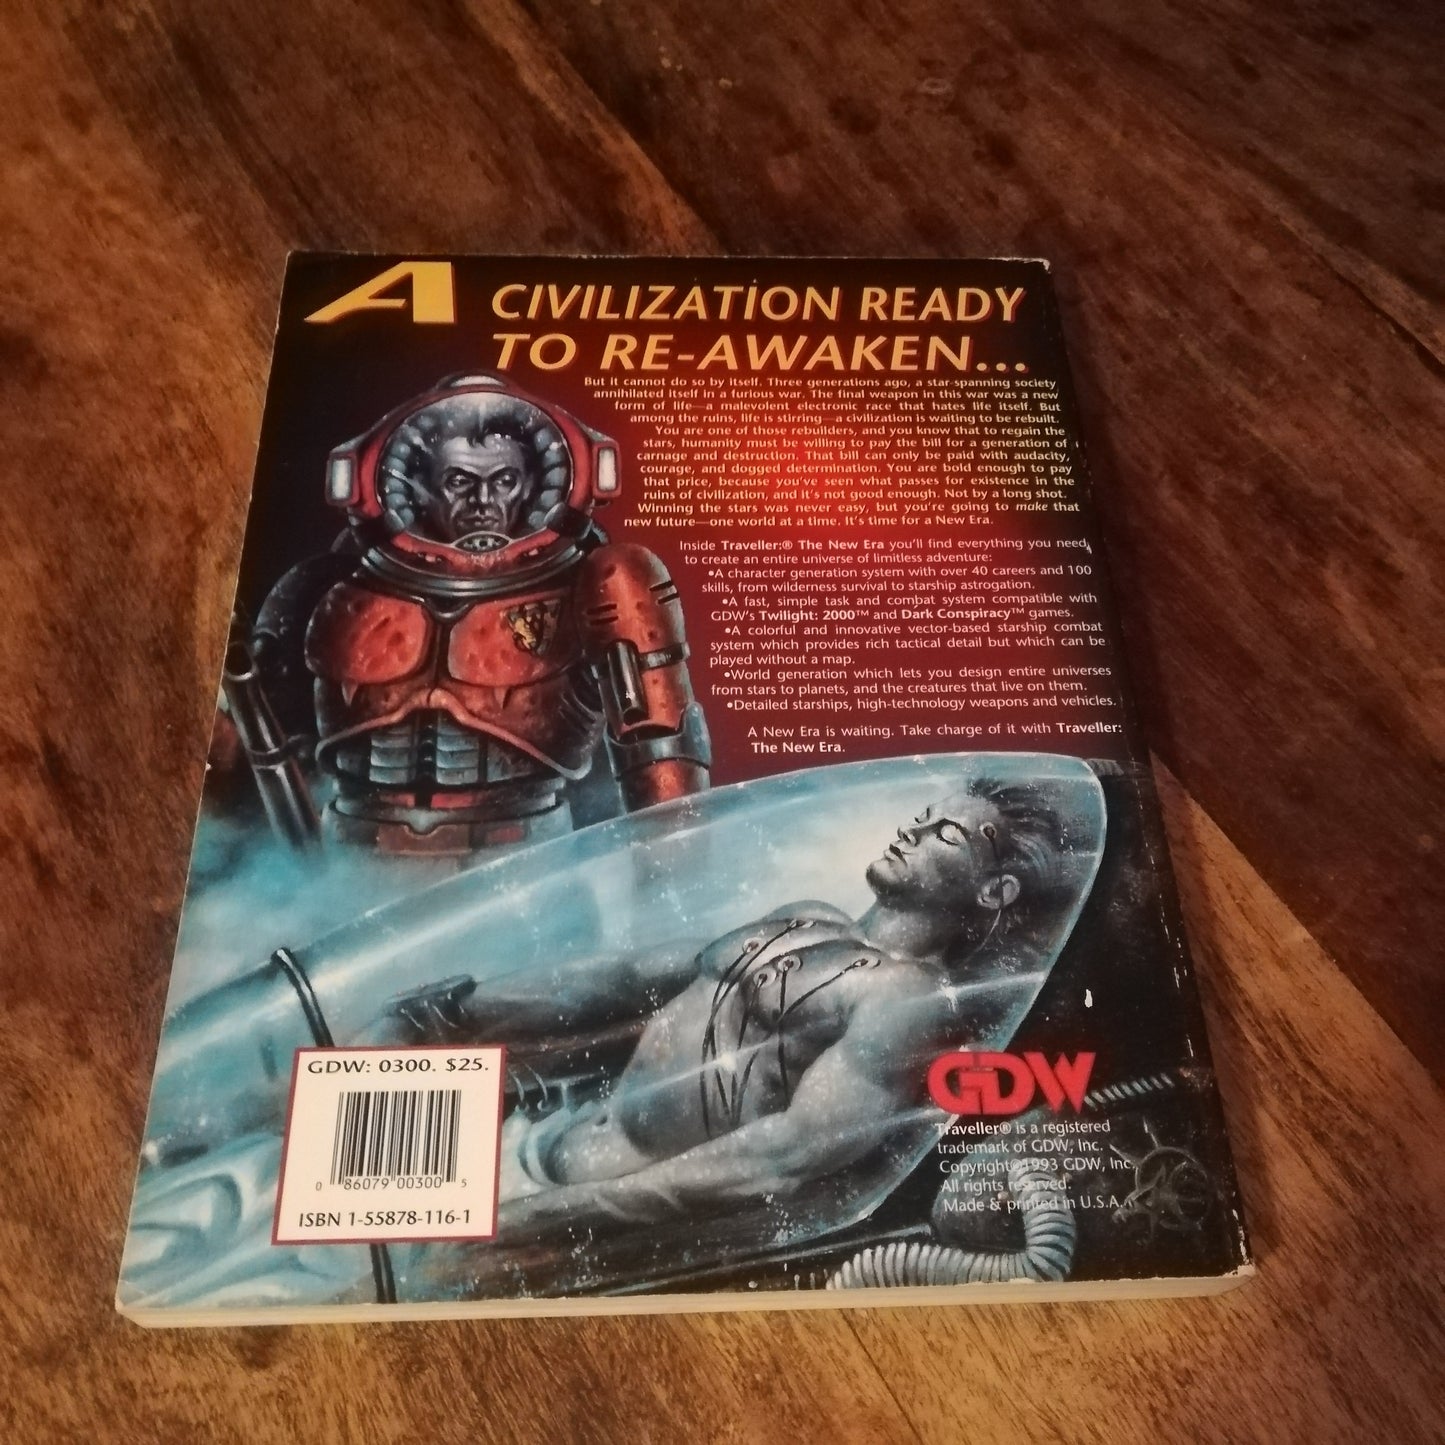 A CIVILIZATION READY
TO RE-AWAKEN...
But it cannot do so by itself. Three generations ago, a star-spanning society
annihilated itself in a furious war. The final weapon in this war was a new
form of life—a malevolent electronic race that hates life itself. But
among the ruins, life is stirring—a civilization is waiting to be rebuilt.
You are one of those rebuilders, and you know that to regain the
stars, humanity must be willing to pay the bill for a generation of
carnage and destruction. That bill can only be paid with audacity,
courage, and dogged determination. You are bold enough to pay
that price, because you've seen what passes for existence in the
ruins of civilization, and it's not good enough. Not by a long shot.
Winning the stars was never easy, but you're going to make that
new future—one world at a time. It's time for a New Era.
Inside Traveller:® The New Era you'll find everything you need
to create an entire universe of limitless adventure:
•A character generation system with over 40 careers and 100
skills, from wilderness survival to starship astrogation.
•A fast, simple task and combat system compatible with
GDW's Twilight: 2000™ and Dark Conspiracy™ games.
•A colorful and innovative vector-based starship combat
system which provides rich tactical detail but which can be
played without a map.
•World generation which lets you design entire universes
from stars to planets, and the creatures that live on them.
•Detailed starships, high-technology weapons and vehicles.
A New Era is waiting. Take charge of it with Traveller:
The New Era.
GDW: 0300. $25.
0 86079 00300 5
ISBN 1-55878-116-1
GDW
Traveller® is a registered
trademark of GDW, Inc.
Copyright©1993 GDW, Inc.
All rights reserved.
Made & printed in U.S.A.